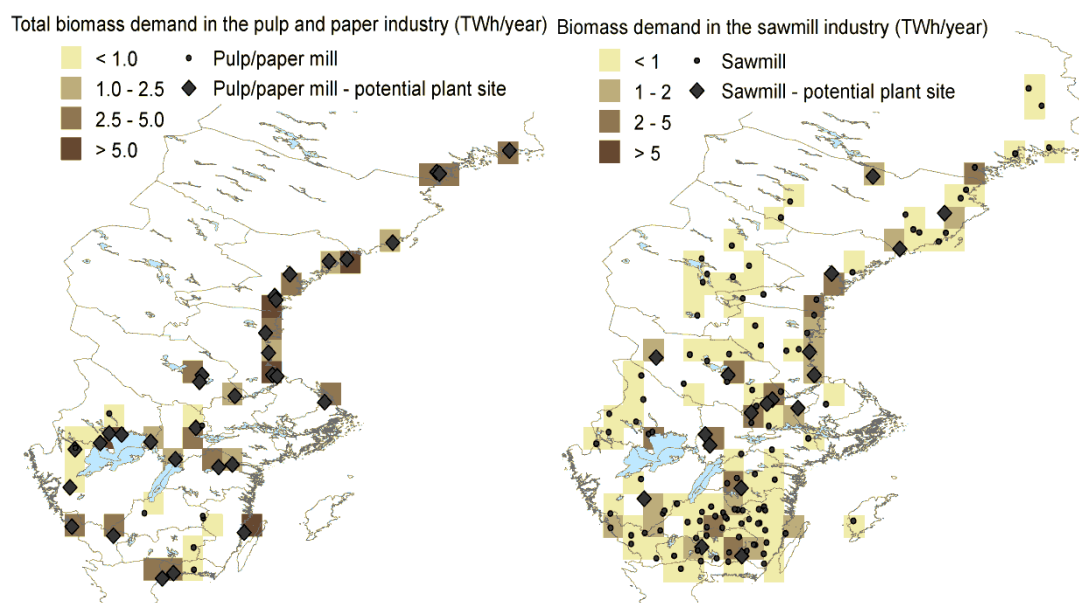 Total biomass demand in the pulp and paper industry (TWh/year)
< 1.0
Pulp/paper mill
1.0 - 2.5
Pulp/paper mill - potential plant site
2.5 - 5.0
> 5.0
Biomass demand in the sawmill industry (TWh/year)
< 1
Sawmill
1 - 2
Sawmill - potential plant site
2 - 5
> 5